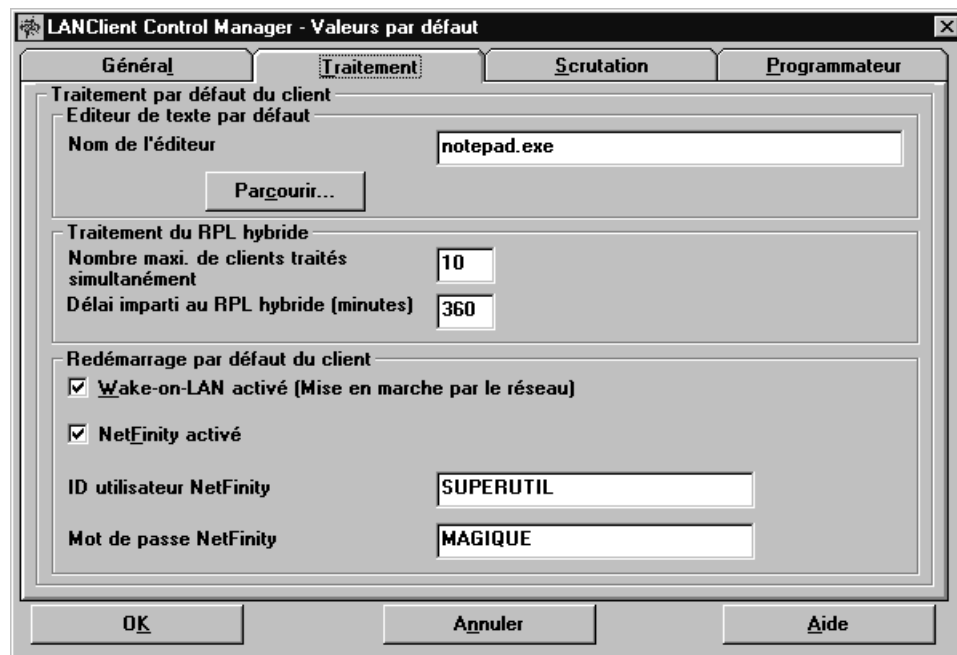 LANClient Control Manager - Valeurs par défaut
Général Traitement Scrutation Programmateur
Traitement par défaut du client
Editeur de texte par défaut
Nom de l'éditeur notepad.exe
Parcourir...
Traitement du RPL hybride
Nombre maxi. de clients traités
simultanément 10
Délai imparti au RPL hybride (minutes) 360
Redémarrage par défaut du client
Wake-on-LAN activé (Mise en marche par le réseau)
NetFinity activé
ID utilisateur NetFinity SUPERUTIL
Mot de passe NetFinity MAGIQUE
OK Annuler Aide